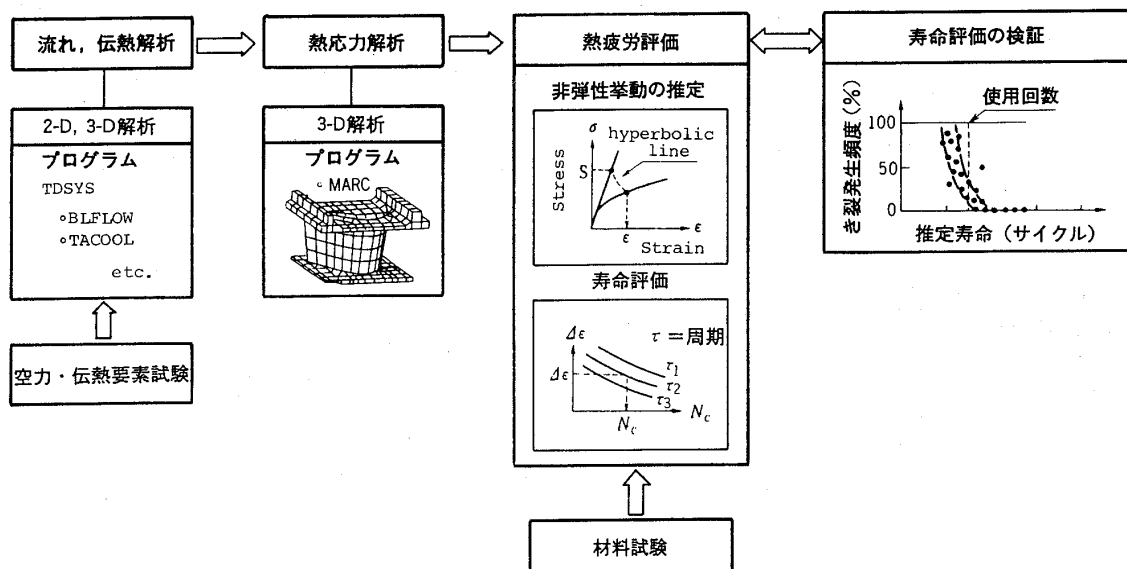 流れ，伝熱解析
2-D, 3-D解析
プログラム
TDSYS
○BLFLOW
○TACOOL
etc.
空力・伝熱要素試験
熱応力解析
3-D解析
プログラム
○ MARC
熱疲労評価
非弾性挙動の推定
σ
hyperbolic
line
S
Stress
ε
ε
Strain
寿命評価
Δε
τ＝周期
Δε
τ1
τ2
τ3
Nc
Nc
材料試験
寿命評価の検証
使用回数
き裂発生頻度（%）
100
50
0
推定寿命（サイクル）